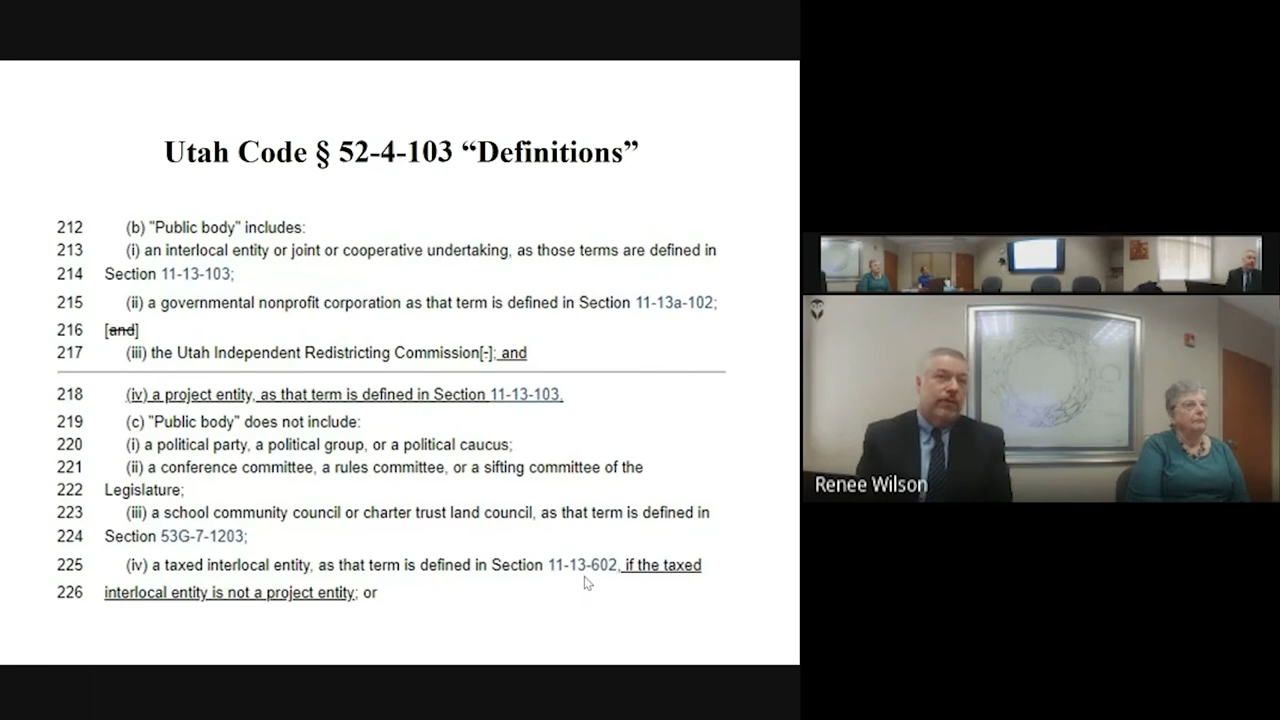 Utah Code § 52-4-103 “Definitions”
212 (b) "Public body" includes:
213 (i) an interlocal entity or joint or cooperative undertaking, as those terms are defined in
214 Section 11-13-103;
215 (ii) a governmental nonprofit corporation as that term is defined in Section 11-13a-102;
216 [and]
217 (iii) the Utah Independent Redistricting Commission[.]; and
218 (iv) a project entity, as that term is defined in Section 11-13-103.
219 (c) "Public body" does not include:
220 (i) a political party, a political group, or a political caucus;
221 (ii) a conference committee, a rules committee, or a sifting committee of the
222 Legislature;
223 (iii) a school community council or charter trust land council, as that term is defined in
224 Section 53G-7-1203;
225 (iv) a taxed interlocal entity, as that term is defined in Section 11-13-602, if the taxed
226 interlocal entity is not a project entity; or
Renee Wilson